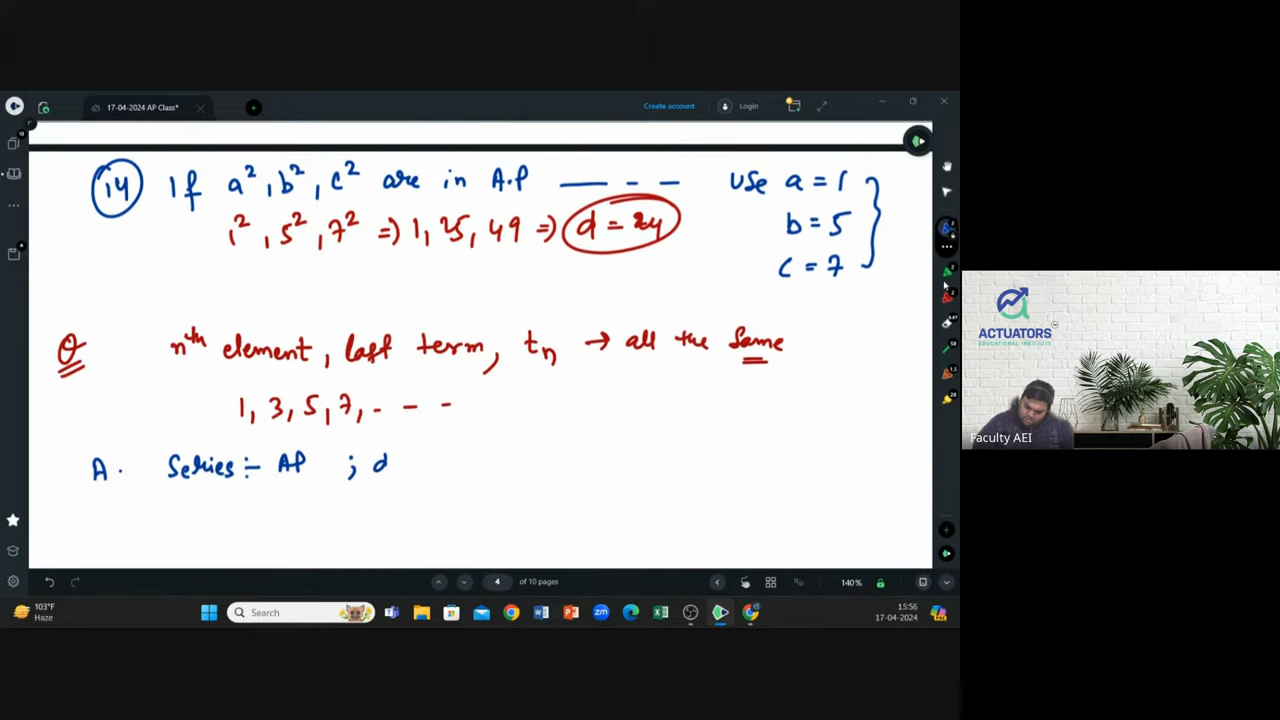 17-04-2024 AP Class*
Create account
Login
14 If a², b², c² are in A.P _ _ _ use a = 1
1², 5², 7² => 1, 25, 49 => d = 24
b = 5
c = 7
Q nth element, last term, tn → all the same
1, 3, 5, 7, - - -
A. Series:- AP ; d
ACTUATORS
EDUCATIONAL INSTITUTE
Faculty AEI
4 of 10 pages
140%
103°F
Haze
Search
15:56
17-04-2024